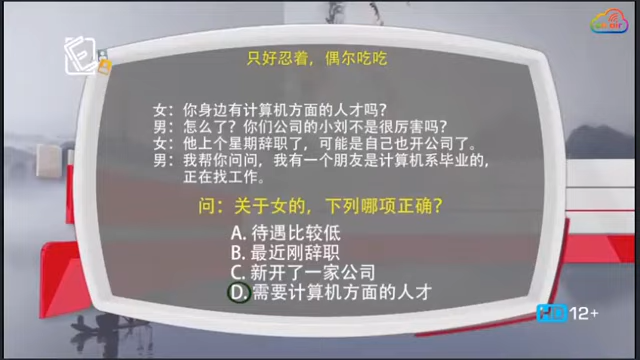 只好忍着，偶尔吃吃
女：你身边有计算机方面的人才吗？
男：怎么了？你们公司的小刘不是很厉害吗？
女：他上个星期辞职了，可能是自己也开公司了。
男：我帮你问问，我有一个朋友是计算机系毕业的，
正在找工作。
问：关于女的，下列哪项正确？
A. 待遇比较低
B. 最近刚辞职
C. 新开了一家公司
D. 需要计算机方面的人才
HD 12+